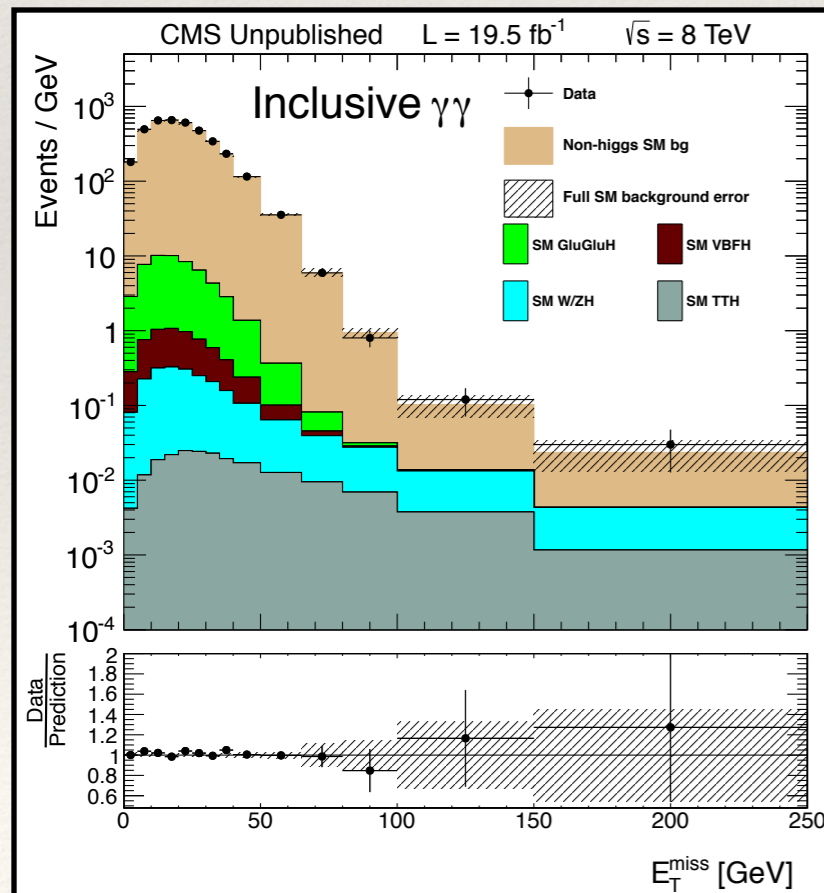 CMS Unpublished L = 19.5 fb⁻¹ √s = 8 TeV
Inclusive γγ
Data
Non-higgs SM bg
Full SM background error
SM GluGluH SM VBFH
SM W/ZH SM TTH
Events / GeV
10³
10²
10
1
10⁻¹
10⁻²
10⁻³
10⁻⁴
Data
Prediction
2
1.8
1.6
1.4
1.2
1
0.8
0.6
0 50 100 150 200 250
E_T^miss [GeV]